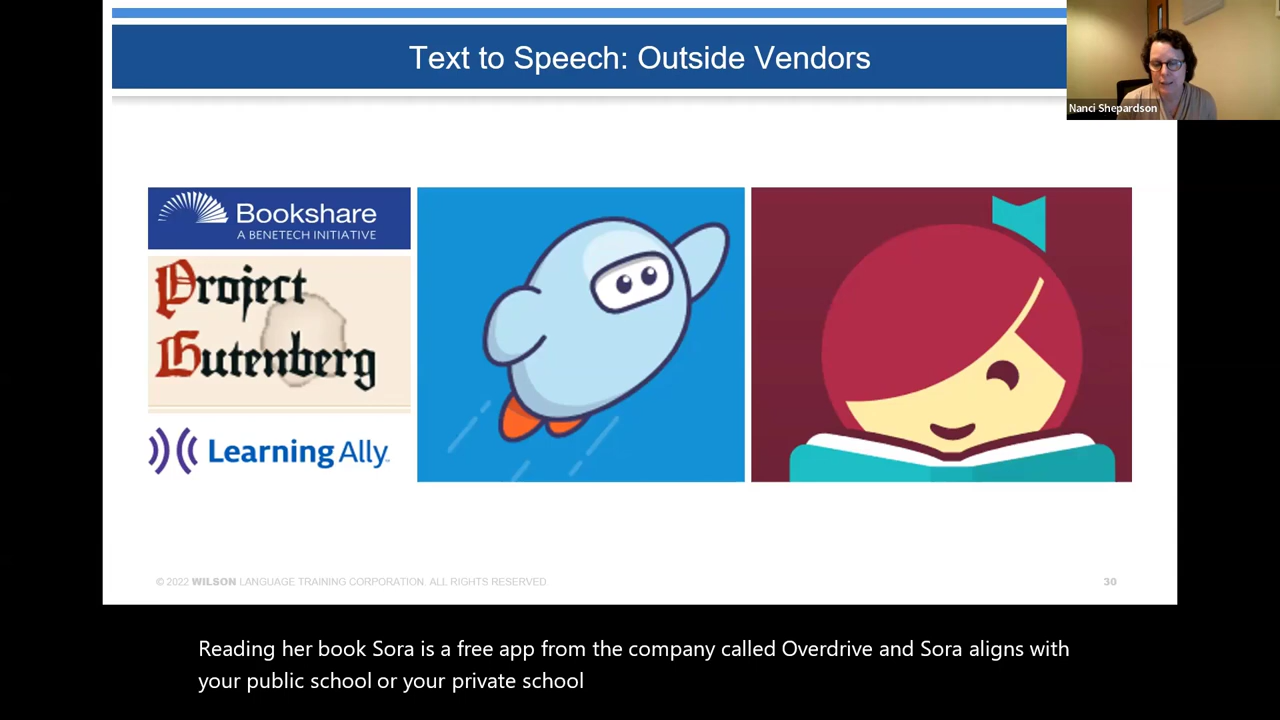 Text to Speech: Outside Vendors
Nanci Shepardson
Bookshare
A BENETECH INITIATIVE
Project
Gutenberg
Learning Ally
© 2022 WILSON LANGUAGE TRAINING CORPORATION. ALL RIGHTS RESERVED
30
Reading her book Sora is a free app from the company called Overdrive and Sora aligns with
your public school or your private school